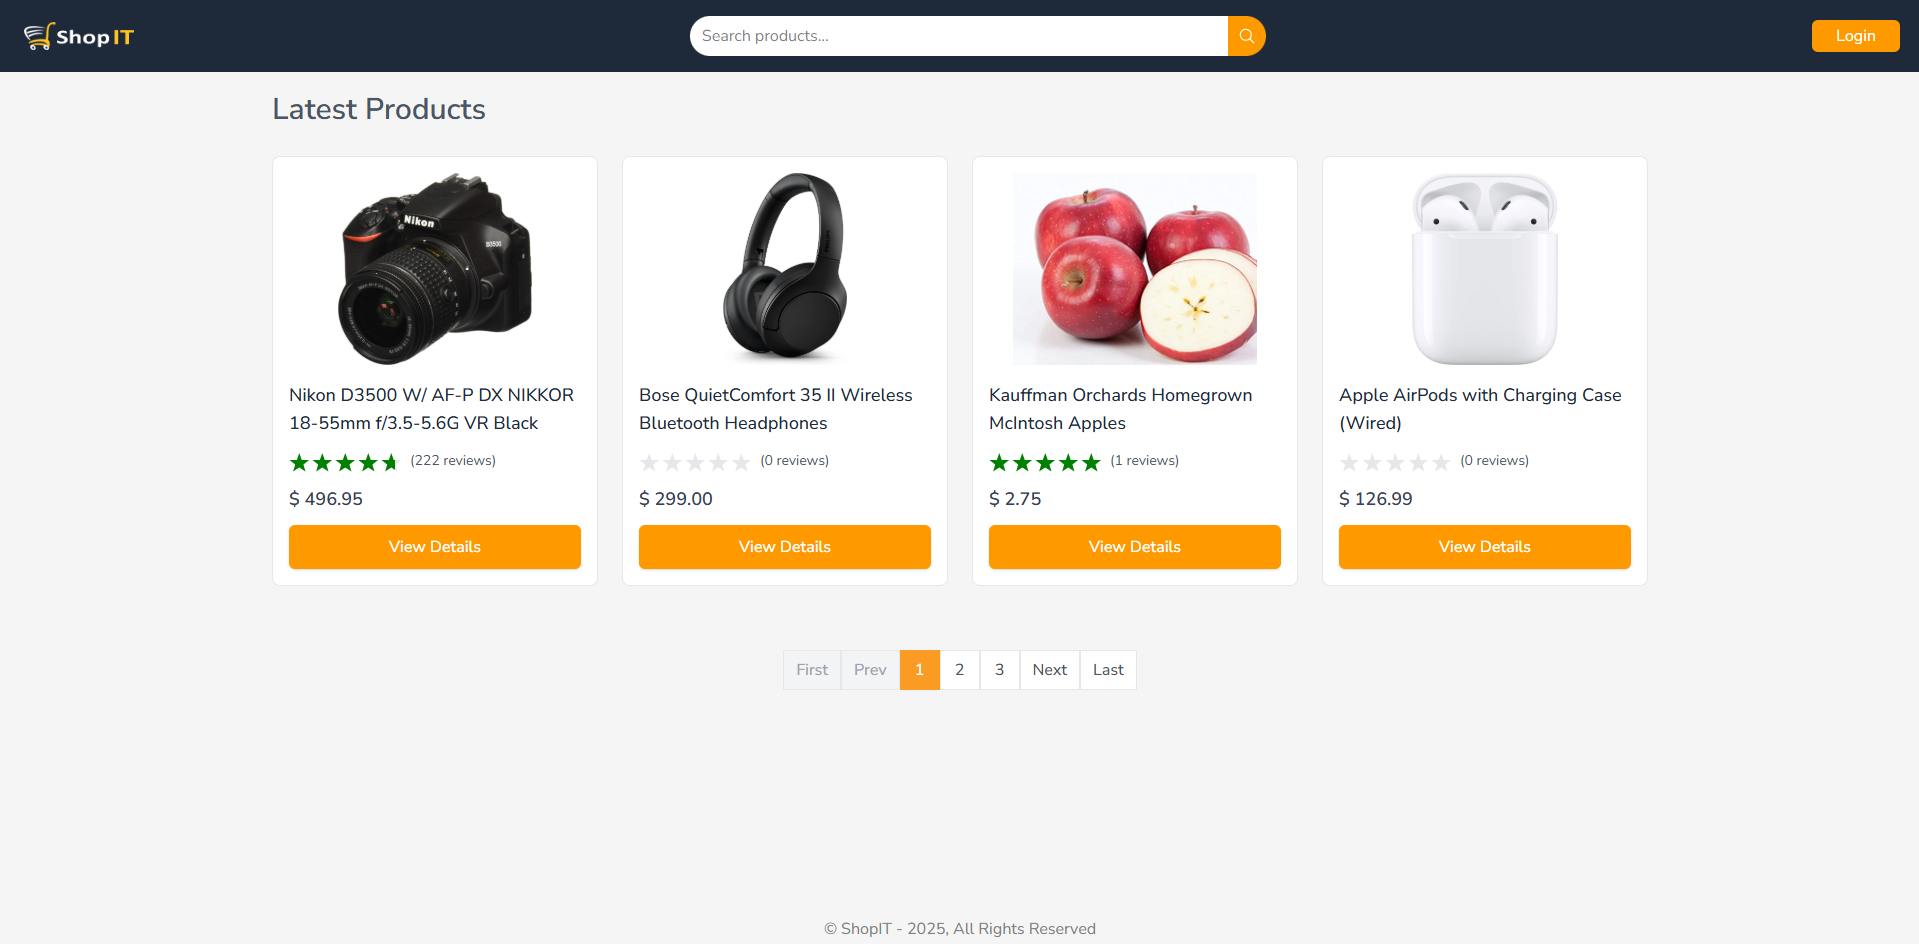 Shop IT
Search products...
Login
Latest Products
Nikon
D3500
Nikon D3500 W/ AF-P DX NIKKOR
18-55mm f/3.5-5.6G VR Black
(222 reviews)
$ 496.95
View Details
Bose QuietComfort 35 II Wireless
Bluetooth Headphones
(0 reviews)
$ 299.00
View Details
Kauffman Orchards Homegrown
McIntosh Apples
(1 reviews)
$ 2.75
View Details
Apple AirPods with Charging Case
(Wired)
(0 reviews)
$ 126.99
View Details
First Prev 1 2 3 Next Last
© ShopIT - 2025, All Rights Reserved